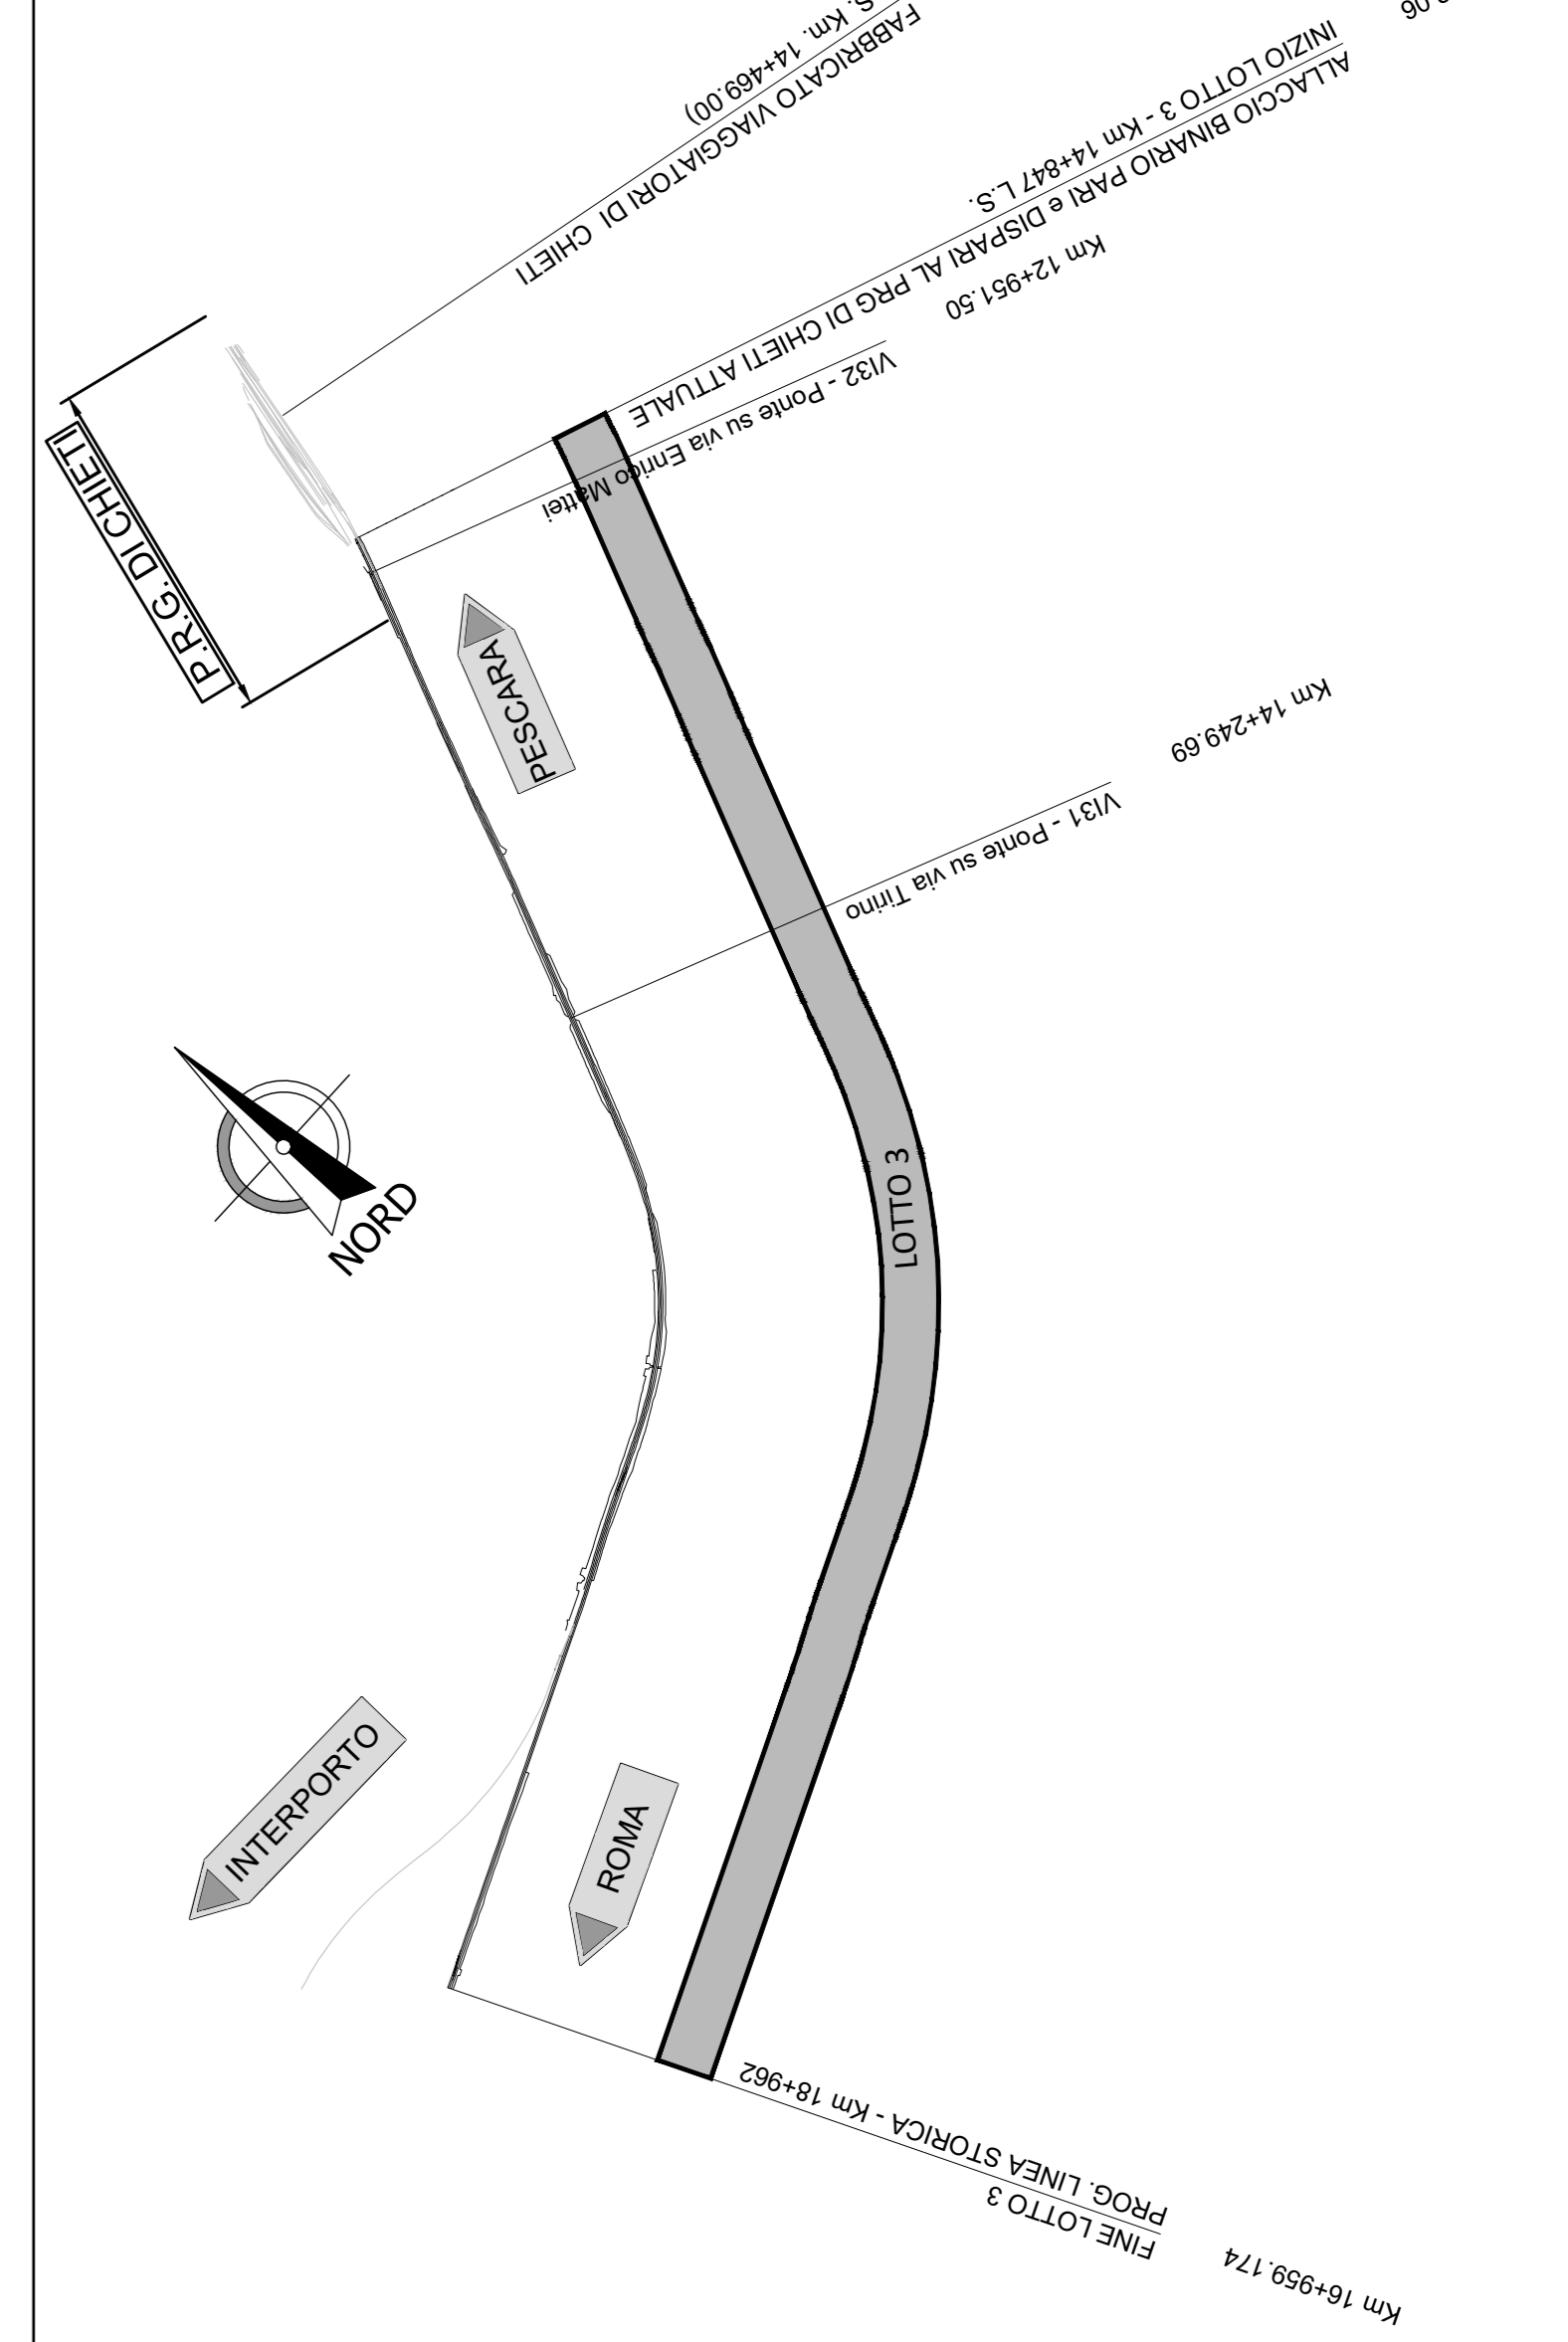 S. Km. 14+469.00)
FABBRICATO VIAGGIATORI DI CHIETI
INIZIO LOTTO 3 - Km 14+847 L.S.
ALLACCIO BINARIO PARI e DISPARI AL PRG DI CHIETI ATTUALE
Km 12+951.50
VI32 - Ponte su via Enrico Mattei
P.R.G. DI CHIETI
PESCARA
Km 14+249.69
VI31 - Ponte su via Tirino
NORD
LOTTO 3
INTERPORTO
ROMA
PROG. LINEA STORICA - Km 18+962
FINE LOTTO 3
Km 16+959.174